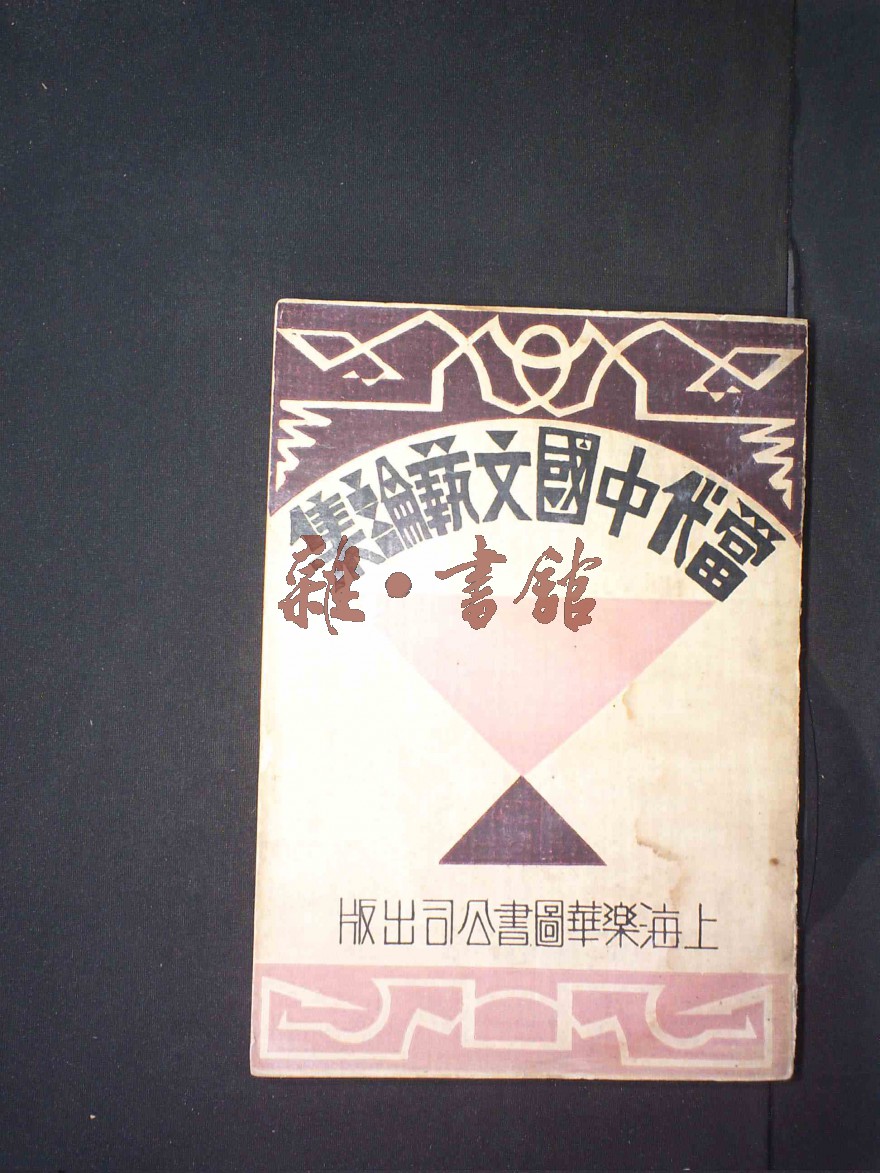 當代中國文藝論集
雜·書館
上海樂華圖書公司出版